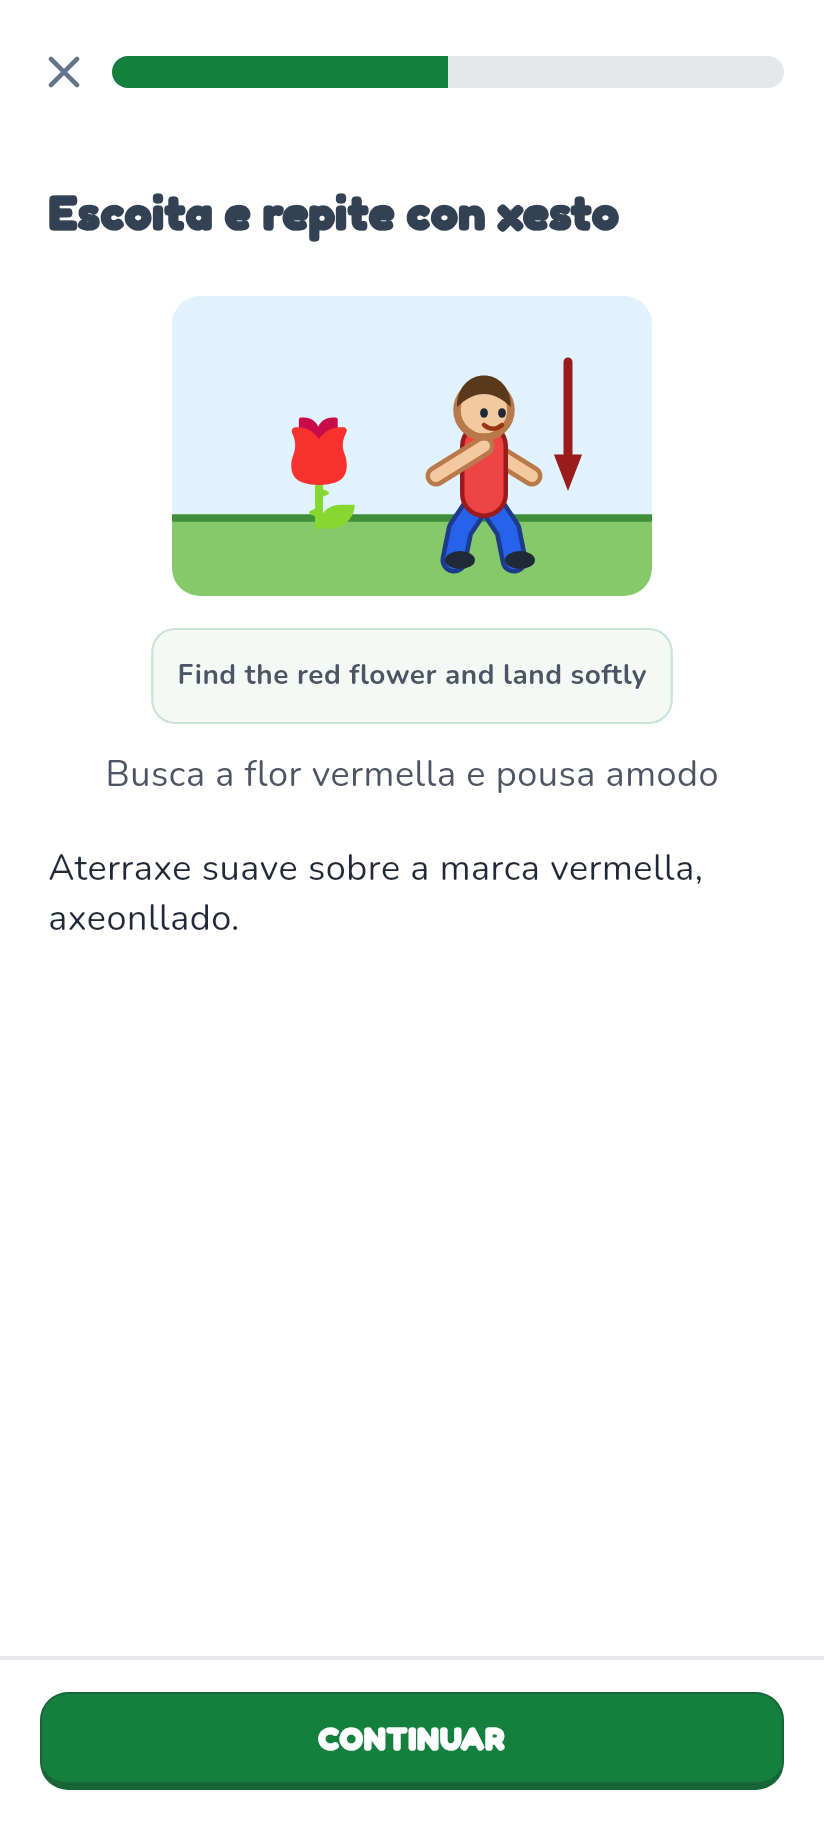 Escoita e repite con xesto
Find the red flower and land softly
Busca a flor vermella e pousa amodo
Aterraxe suave sobre a marca vermella,
axeonllado.
CONTINUAR